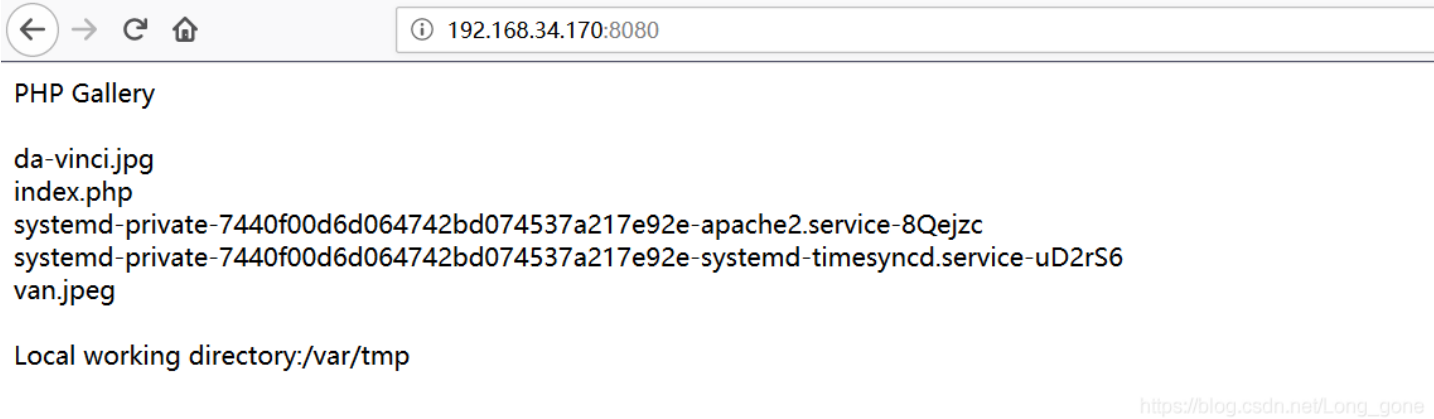 192.168.34.170:8080
PHP Gallery
da-vinci.jpg
index.php
systemd-private-7440f00d6d064742bd074537a217e92e-apache2.service-8Qejzc
systemd-private-7440f00d6d064742bd074537a217e92e-systemd-timesyncd.service-uD2rS6
van.jpeg
Local working directory:/var/tmp
https://blog.csdn.net/Long_gone